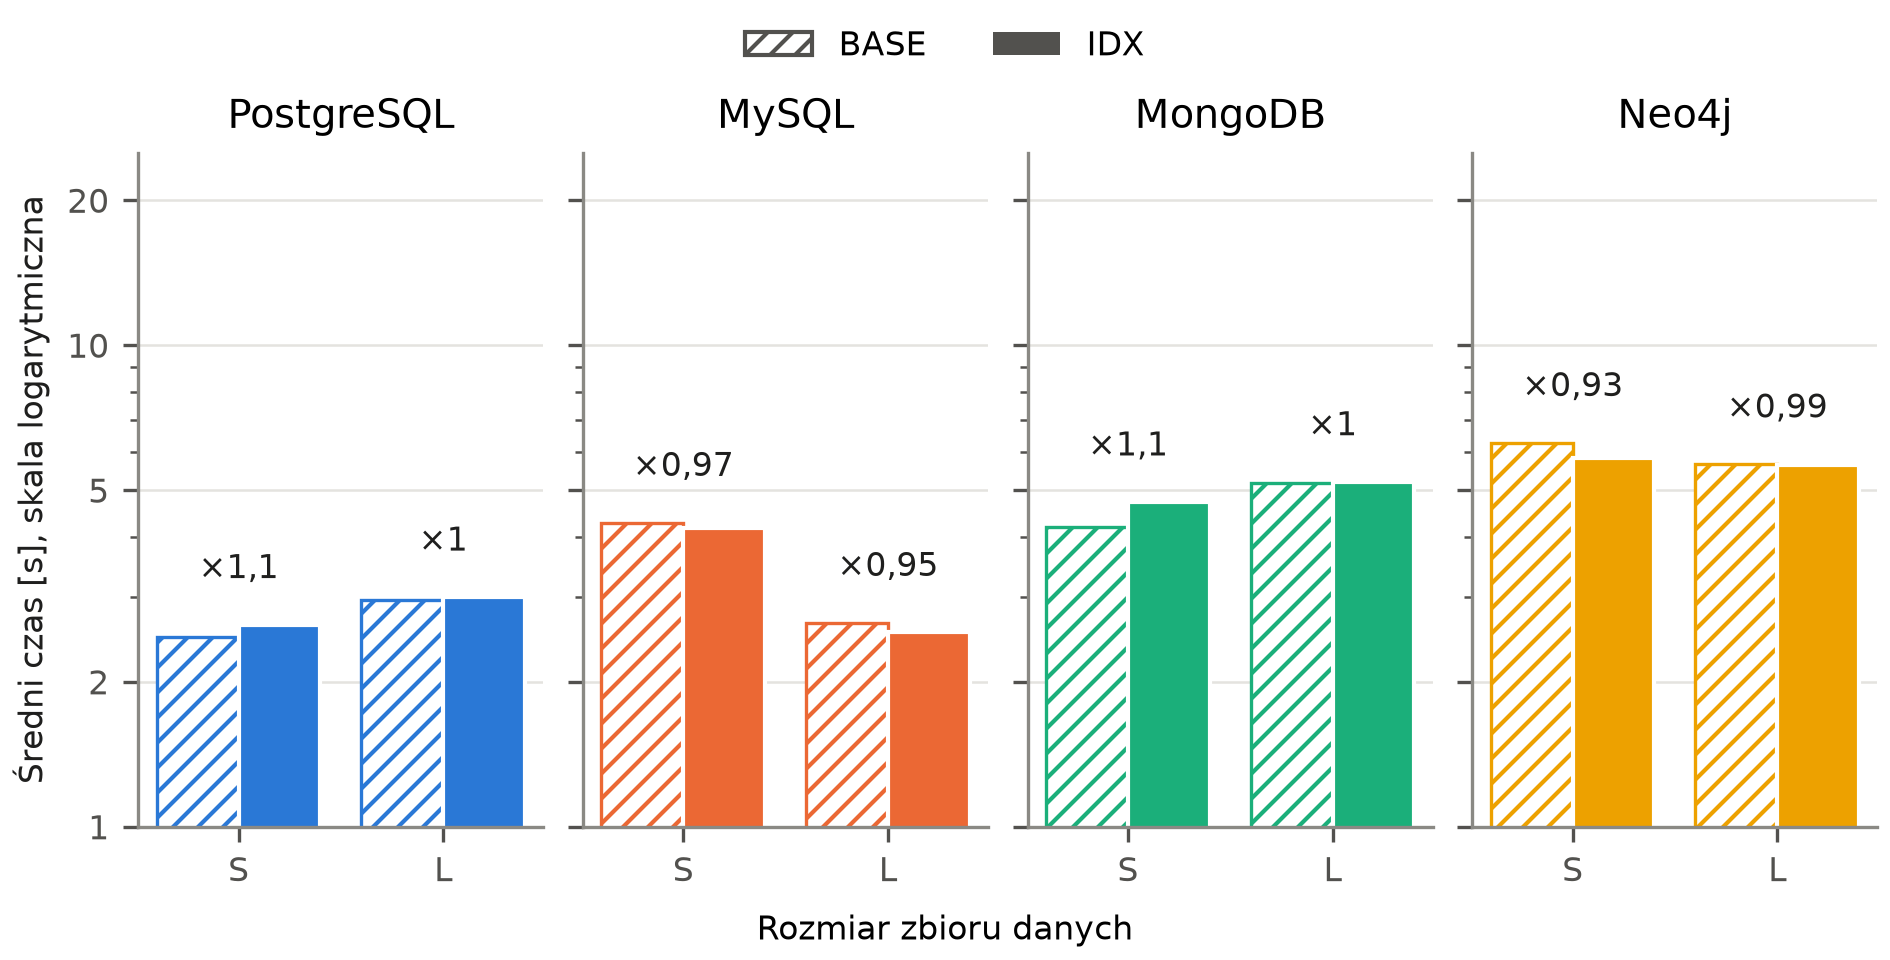 BASE IDX
PostgreSQL MySQL MongoDB Neo4j
Średni czas [s], skala logarytmiczna
20
10
5
2
1
×1,1 ×1
×0,97 ×0,95
×1,1 ×1
×0,93 ×0,99
S L S L S L S L
Rozmiar zbioru danych